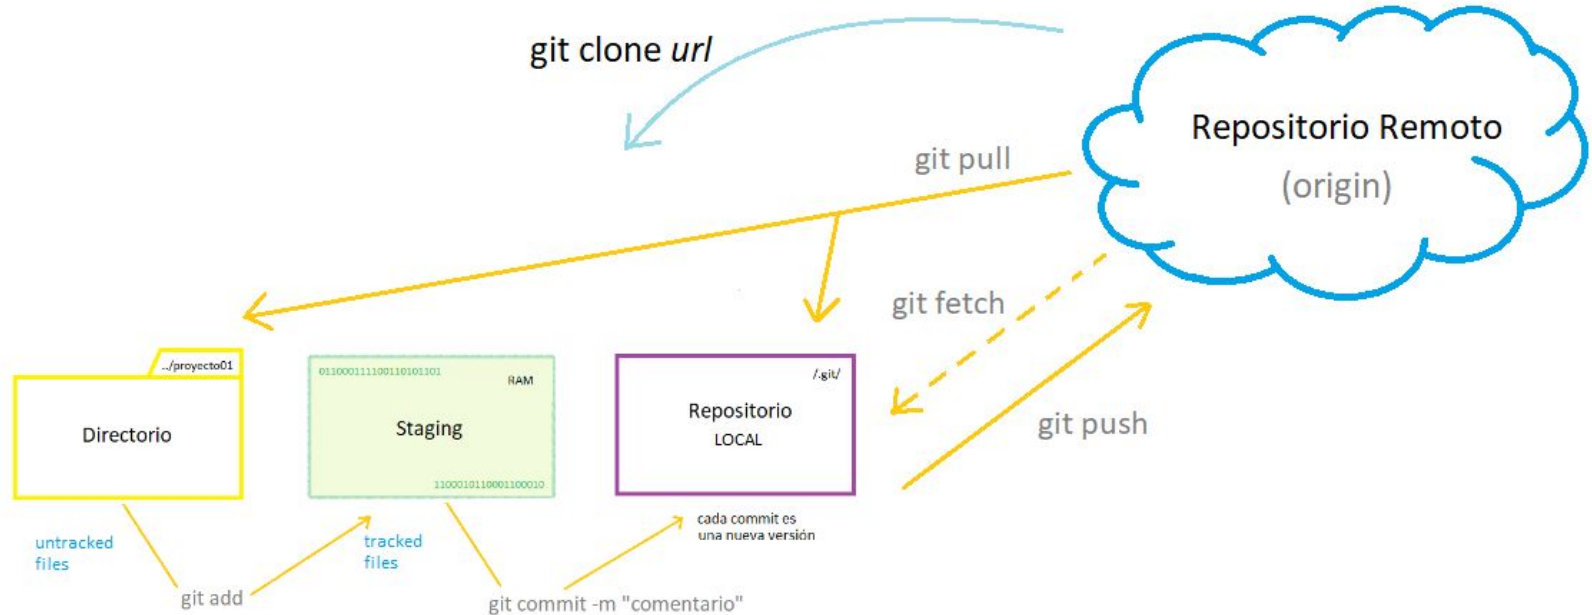 git clone url
Repositorio Remoto
(origin)
git pull
git fetch
git push
../proyecto01
Directorio
011000111100110101101
RAM
Staging
1100010110001100010
/.git/
Repositorio
LOCAL
untracked
files
git add
tracked
files
git commit -m "comentario"
cada commit es
una nueva versión